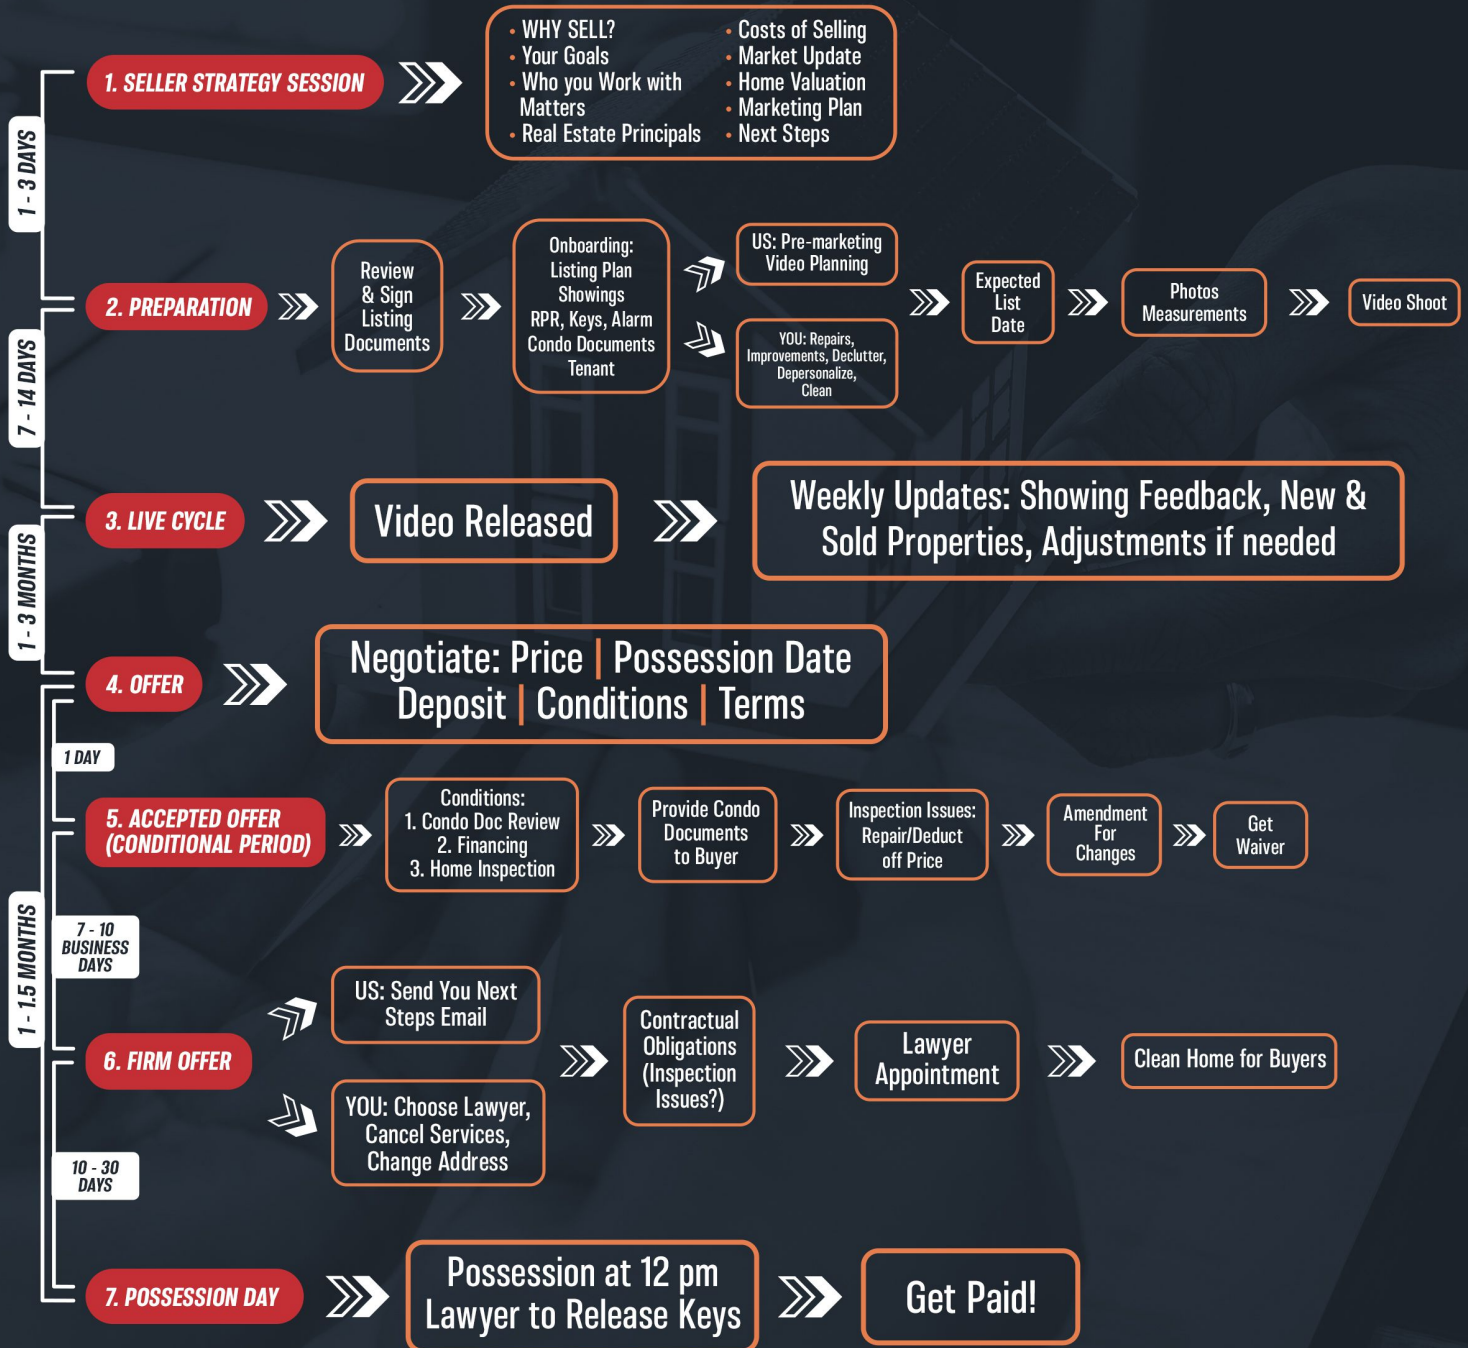 1. SELLER STRATEGY SESSION
• WHY SELL?
• Your Goals
• Who you Work with
Matters
• Real Estate Principals
• Costs of Selling
• Market Update
• Home Valuation
• Marketing Plan
• Next Steps
1 - 3 DAYS
2. PREPARATION
Review
& Sign
Listing
Documents
Onboarding:
Listing Plan
Showings
RPR, Keys, Alarm
Condo Documents
Tenant
US: Pre-marketing
Video Planning
YOU: Repairs,
Improvements, Declutter,
Depersonalize,
Clean
Expected
List
Date
Photos
Measurements
Video Shoot
7 - 14 DAYS
3. LIVE CYCLE
Video Released
Weekly Updates: Showing Feedback, New &
Sold Properties, Adjustments if needed
1 - 3 MONTHS
4. OFFER
Negotiate: Price | Possession Date
Deposit | Conditions | Terms
1 DAY
5. ACCEPTED OFFER
(CONDITIONAL PERIOD)
Conditions:
1. Condo Doc Review
2. Financing
3. Home Inspection
Provide Condo
Documents
to Buyer
Inspection Issues:
Repair/Deduct
off Price
Amendment
For
Changes
Get
Waiver
1 - 1.5 MONTHS
7 - 10
BUSINESS
DAYS
6. FIRM OFFER
US: Send You Next
Steps Email
YOU: Choose Lawyer,
Cancel Services,
Change Address
Contractual
Obligations
(Inspection
Issues?)
Lawyer
Appointment
Clean Home for Buyers
10 - 30
DAYS
7. POSSESSION DAY
Possession at 12 pm
Lawyer to Release Keys
Get Paid!